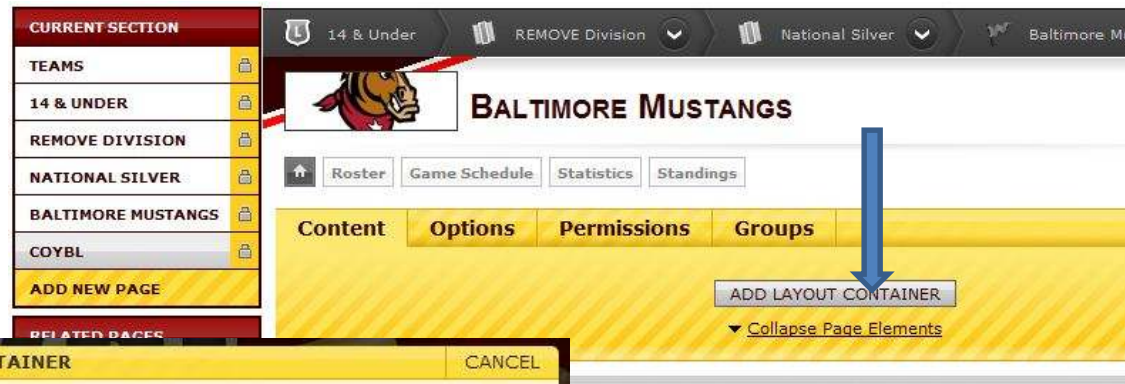 CURRENT SECTION
TEAMS
14 & UNDER
REMOVE DIVISION
NATIONAL SILVER
BALTIMORE MUSTANGS
COYBL
ADD NEW PAGE
RELATED PAGES
L 14 & Under REMOVE Division National Silver Baltimore
BALTIMORE MUSTANGS
Roster Game Schedule Statistics Standings
Content Options Permissions Groups
ADD LAYOUT CONTAINER
Collapse Page Elements
CANCEL